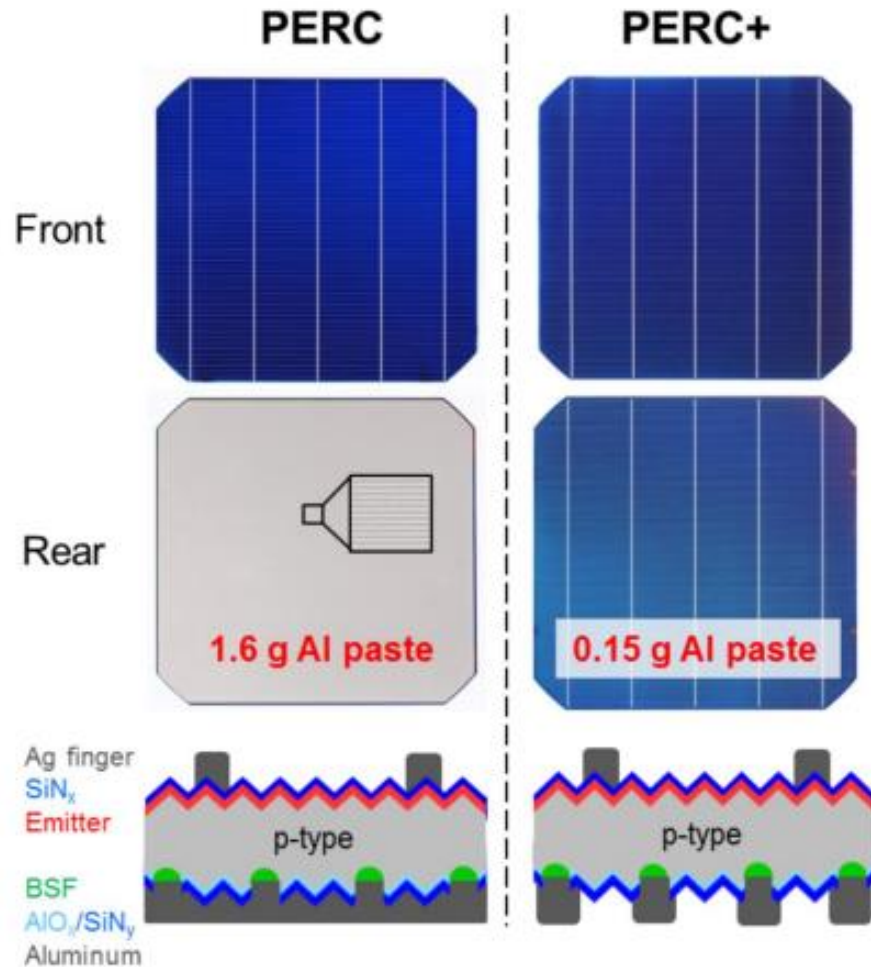 PERC
PERC+
Front
Rear
1.6 g Al paste
0.15 g Al paste
Ag finger
SiNx
Emitter
p-type
p-type
BSF
AlOx/SiNy
Aluminum